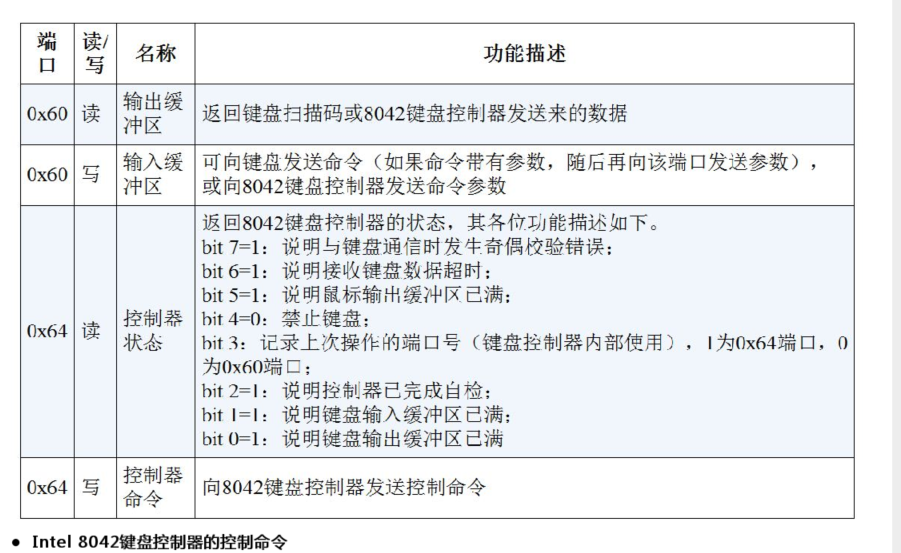 端口
读/写
名称
功能描述
0x60
读
输出缓冲区
返回键盘扫描码或8042键盘控制器发送来的数据
0x60
写
输入缓冲区
可向键盘发送命令（如果命令带有参数，随后再向该端口发送参数），
或向8042键盘控制器发送命令参数
0x64
读
控制器状态
返回8042键盘控制器的状态，其各位功能描述如下。
bit 7=1：说明与键盘通信时发生奇偶校验错误；
bit 6=1：说明接收键盘数据超时；
bit 5=1：说明鼠标输出缓冲区已满；
bit 4=0：禁止键盘；
bit 3：记录上次操作的端口号（键盘控制器内部使用），1为0x64端口，0
为0x60端口；
bit 2=1：说明控制器已完成自检；
bit 1=1：说明键盘输入缓冲区已满；
bit 0=1：说明键盘输出缓冲区已满
0x64
写
控制器命令
向8042键盘控制器发送控制命令
● Intel 8042键盘控制器的控制命令